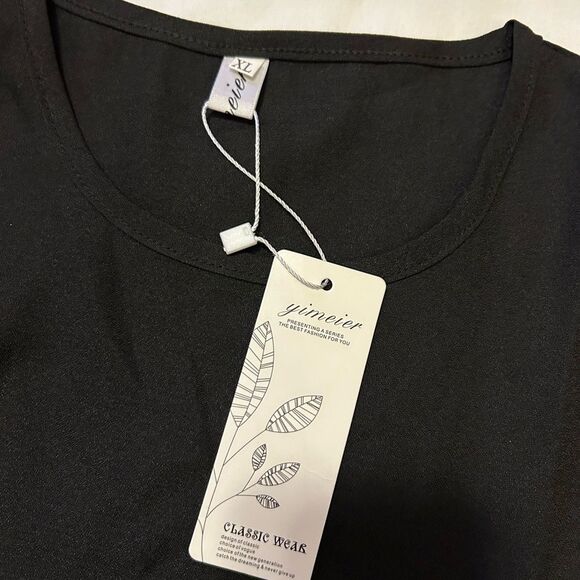 XL
yimeier
PRESENTING A SERIES
THE BEST FASHION FOR YOU
CLASSIC WEAR
design of classic
choice of vogue
choice of the new generation
catch the dreaming & never give up